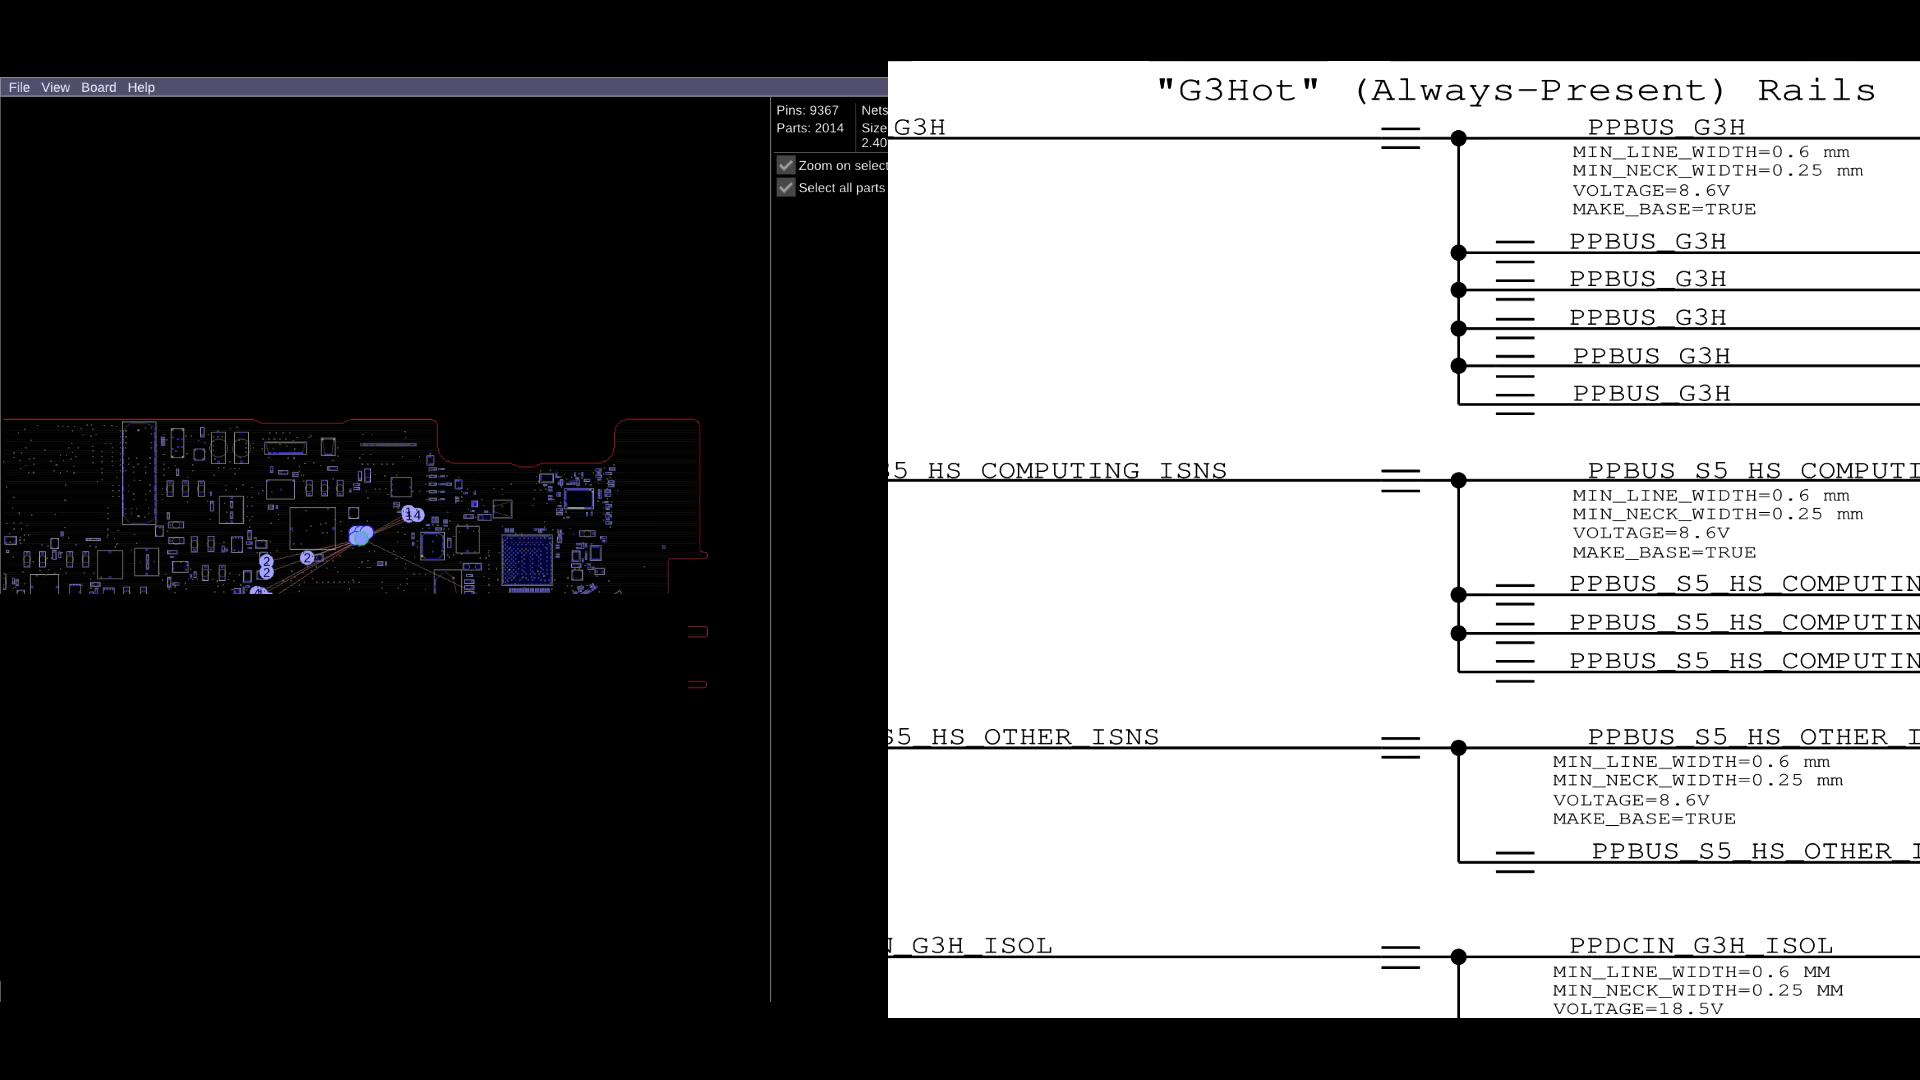 File View Board Help
Pins: 9367
Nets
Parts: 2014
Size
2.40
Zoom on select
Select all parts
2
2
2
14
"G3Hot" (Always-Present) Rails
G3H
PPBUS_G3H
MIN_LINE_WIDTH=0.6 mm
MIN_NECK_WIDTH=0.25 mm
VOLTAGE=8.6V
MAKE_BASE=TRUE
PPBUS_G3H
PPBUS_G3H
PPBUS_G3H
PPBUS_G3H
PPBUS_G3H
S5_HS_COMPUTING_ISNS
PPBUS_S5_HS_COMPUTI
MIN_LINE_WIDTH=0.6 mm
MIN_NECK_WIDTH=0.25 mm
VOLTAGE=8.6V
MAKE_BASE=TRUE
PPBUS_S5_HS_COMPUTIN
PPBUS_S5_HS_COMPUTIN
PPBUS_S5_HS_COMPUTIN
S5_HS_OTHER_ISNS
PPBUS_S5_HS_OTHER_I
MIN_LINE_WIDTH=0.6 mm
MIN_NECK_WIDTH=0.25 mm
VOLTAGE=8.6V
MAKE_BASE=TRUE
PPBUS_S5_HS_OTHER_I
N_G3H_ISOL
PPDCIN_G3H_ISOL
MIN_LINE_WIDTH=0.6 MM
MIN_NECK_WIDTH=0.25 MM
VOLTAGE=18.5V